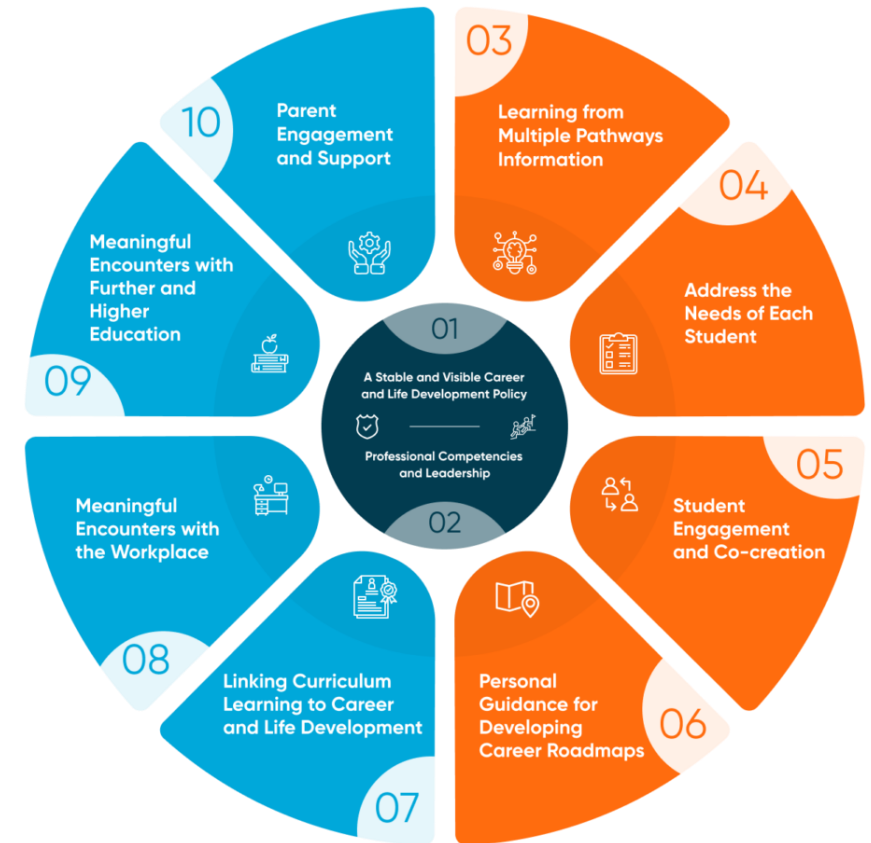 01
A Stable and Visible Career
and Life Development Policy
Professional Competencies
and Leadership
02
03
Learning from
Multiple Pathways
Information
04
Address the
Needs of Each
Student
05
Student
Engagement
and Co-creation
06
Personal
Guidance for
Developing
Career Roadmaps
07
Linking Curriculum
Learning to Career
and Life Development
08
Meaningful
Encounters with
the Workplace
09
Meaningful
Encounters with
Further and
Higher
Education
10
Parent
Engagement
and Support